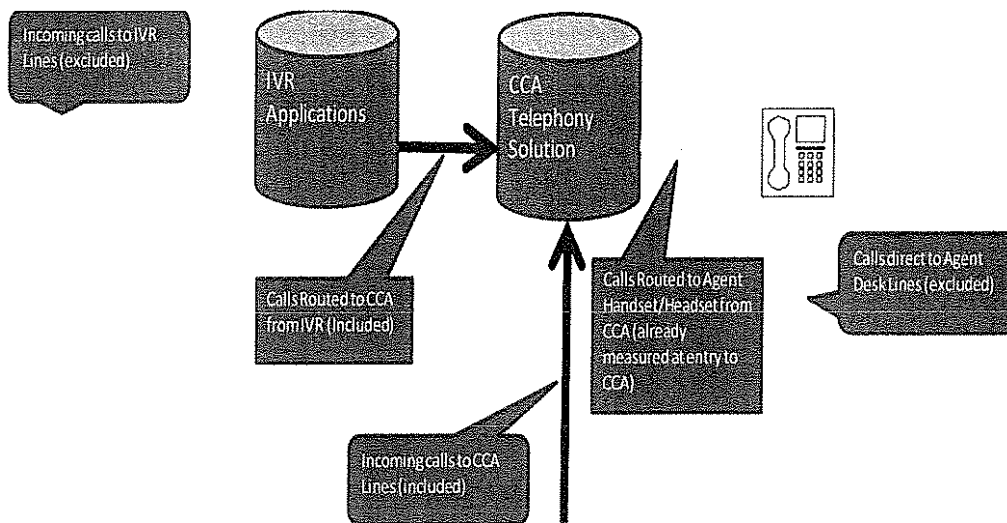 Incoming calls to IVR
Lines (excluded)
IVR
Applications
CCA
Telephony
Solution
Calls Routed to CCA
from IVR (Included)
Calls Routed to Agent
Handset/Headset from
CCA (already
measured at entry to
CCA)
Calls direct to Agent
Desk Lines (excluded)
Incoming calls to CCA
Lines (included)